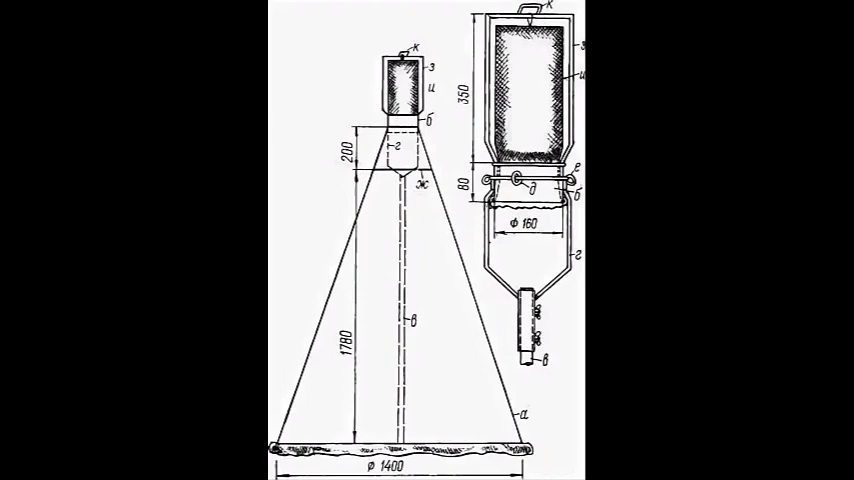 к
з
и
б
200
г
ж
1780
в
а
ф 1400
к
з
350
и
е
80
д
б
ф 160
г
в